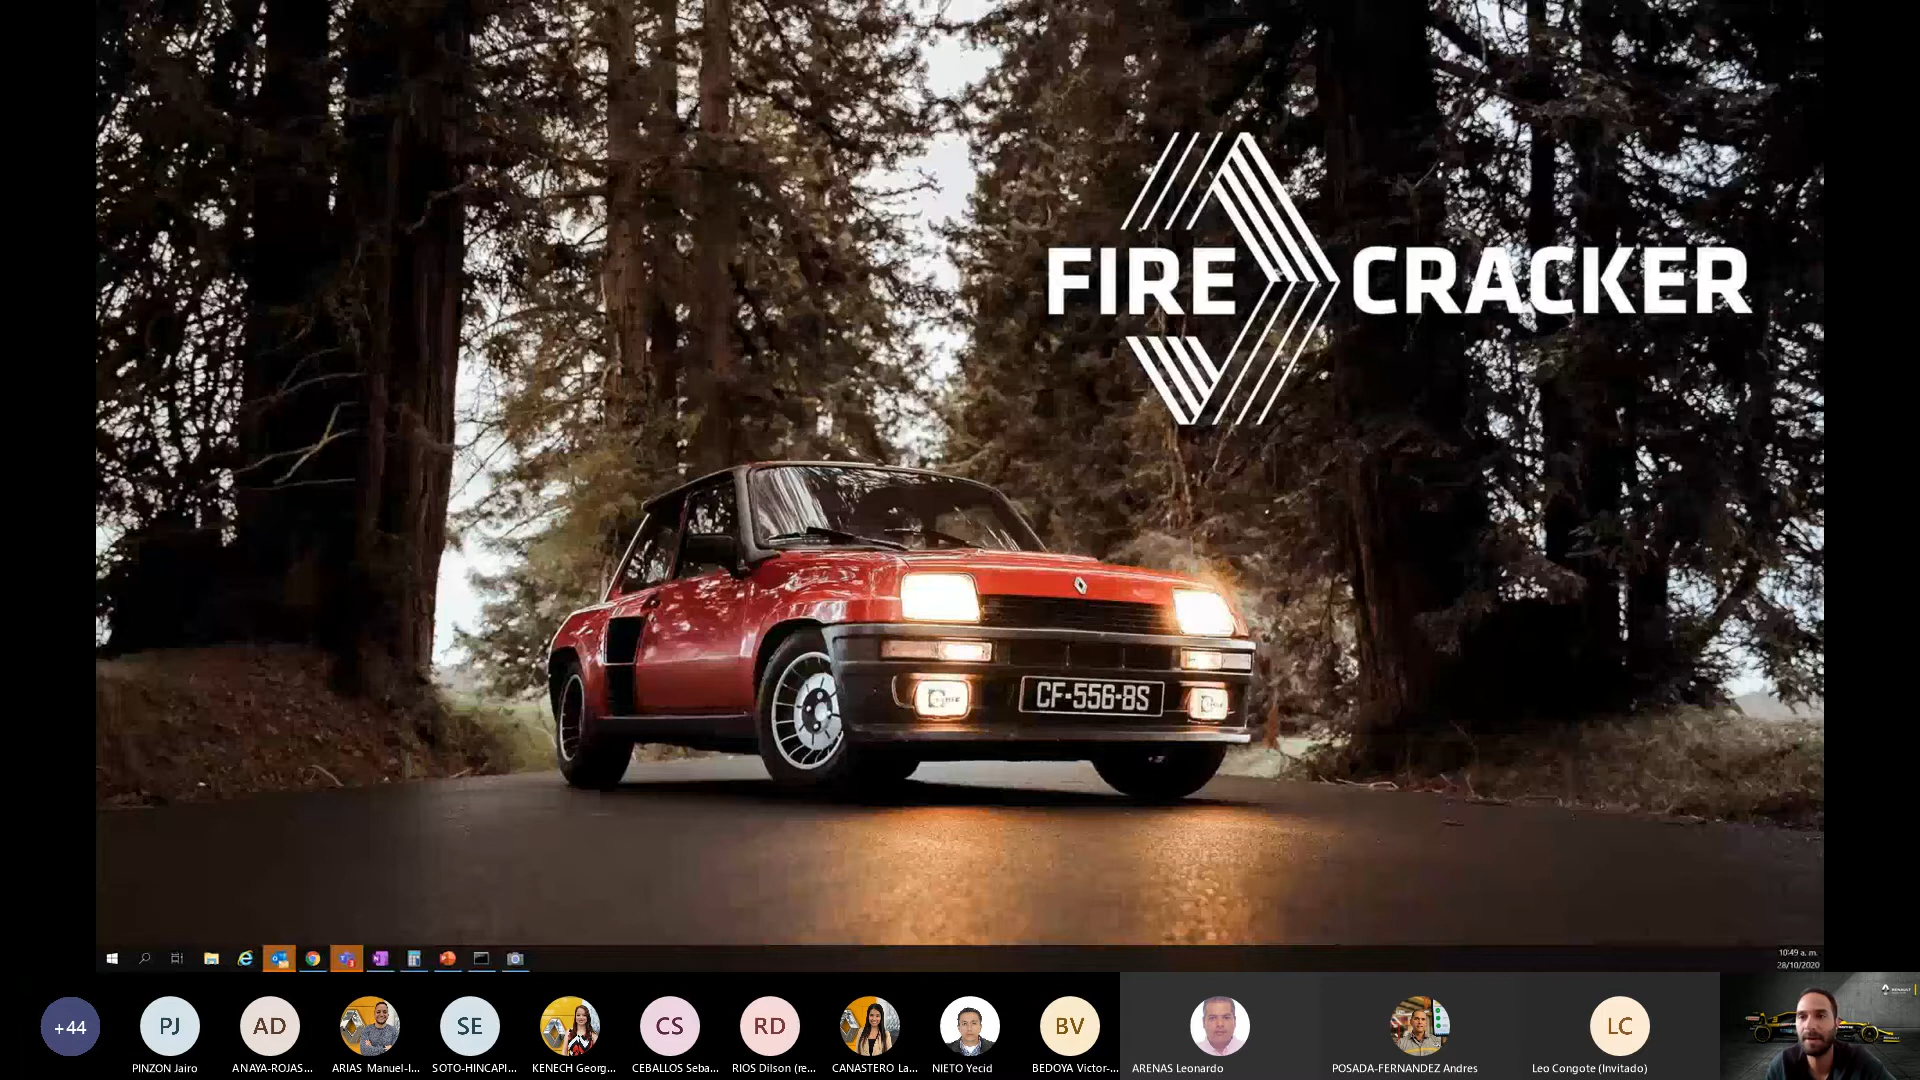 FIRE CRACKER
CF-556-BS
10:49 a. m.
28/10/2020
+44
PJ
AD
SE
CS
RD
BV
LC
PINZON Jairo
ANAYA-ROJAS...
ARIAS Manuel-I...
SOTO-HINCAPI...
KENECH Georg...
CEBALLOS Seba...
RIOS Dilson (re...
CANASTERO La...
NIETO Yecid
BEDOYA Victor-...
ARENAS Leonardo
POSADA-FERNANDEZ Andres
Leo Congote (Invitado)